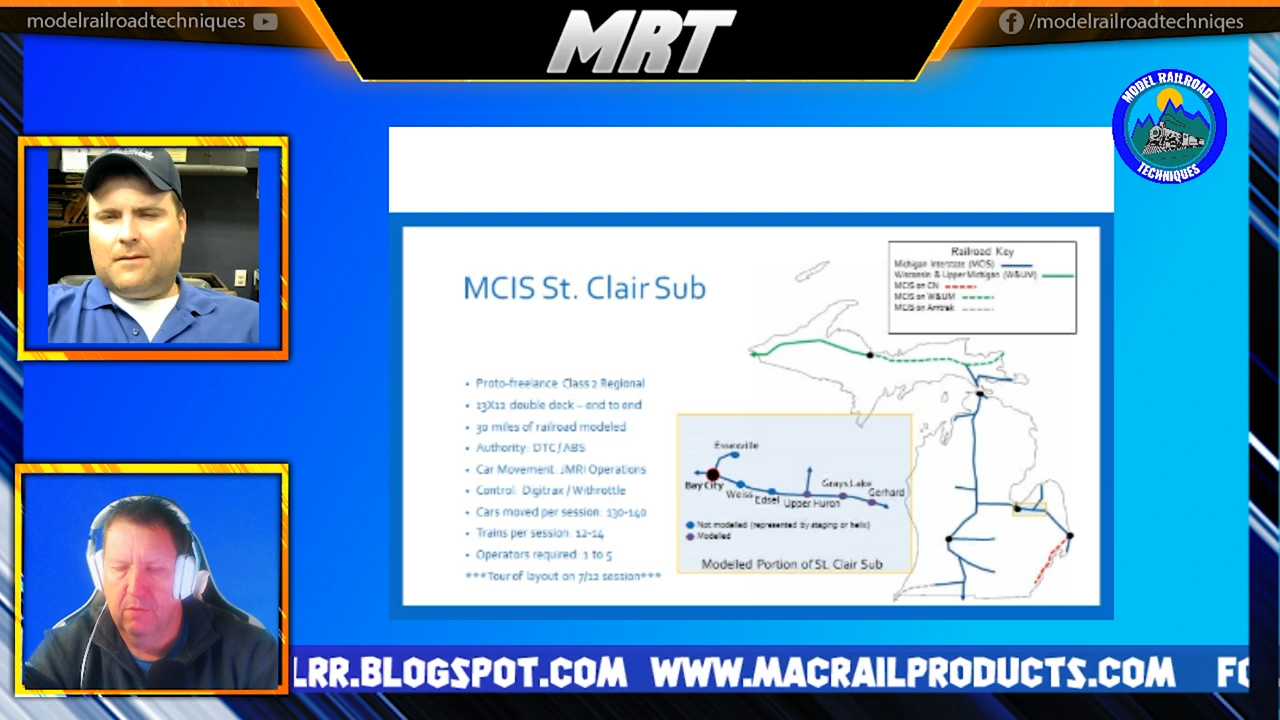 modelrailroadtechniques
MRT
/modelrailroadtechniqes
MODEL RAILROAD
TECHNIQUES
MCIS St. Clair Sub
Railroad Key
Michigan Interstate (MCIS)
Wisconsin & Upper Michigan (W&UM)
MCIS on CN
MCIS on W&UM
MCIS on Amtrak
• Proto-freelance Class 2 Regional
• 13X12 double deck – end to end
• 30 miles of railroad modeled
• Authority: DTC/ABS
• Car Movement: JMRI Operations
• Control: Digitrax / Withrottle
• Cars moved per session: 130-140
• Trains per session: 12-14
• Operators required: 1 to 5
***Tour of layout on 7/12 session***
Essexville
Bay City
Weiss
Edsel
Upper Huron
Grays Lake
Gerhard
Not modelled (represented by staging or helix)
Modelled
Modelled Portion of St. Clair Sub
LRR.BLOGSPOT.COM WWW.MACRAILPRODUCTS.COM FO